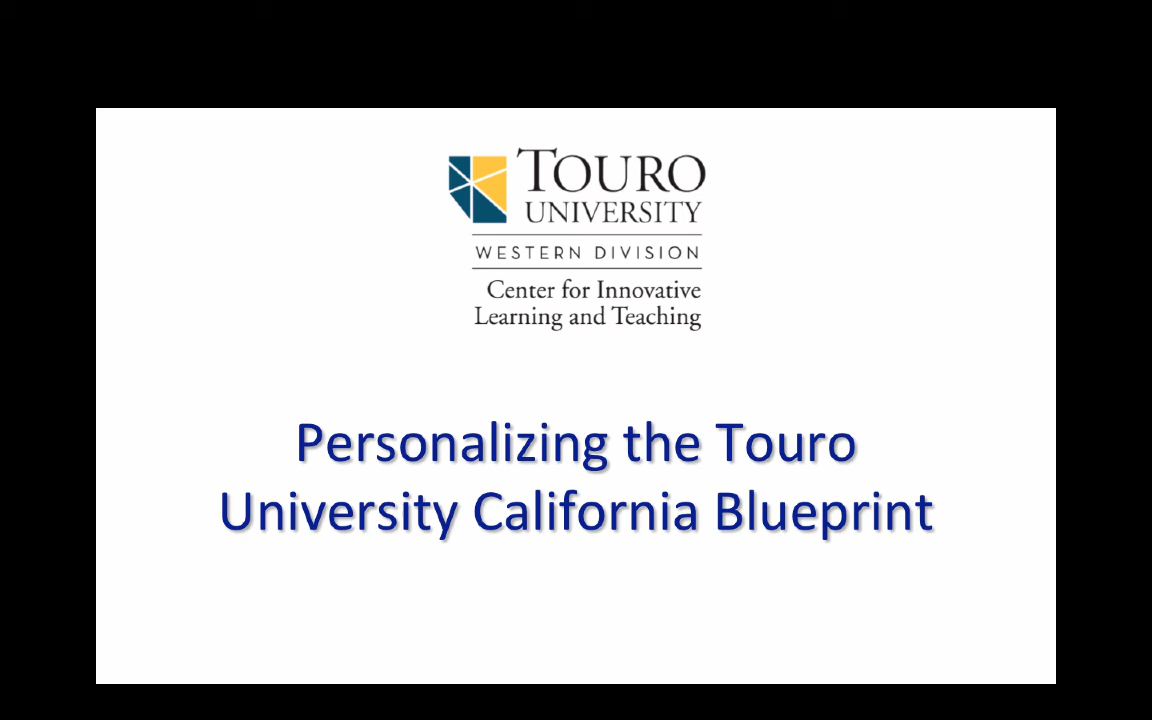 TOURO
UNIVERSITY
WESTERN DIVISION
Center for Innovative
Learning and Teaching
Personalizing the Touro
University California Blueprint